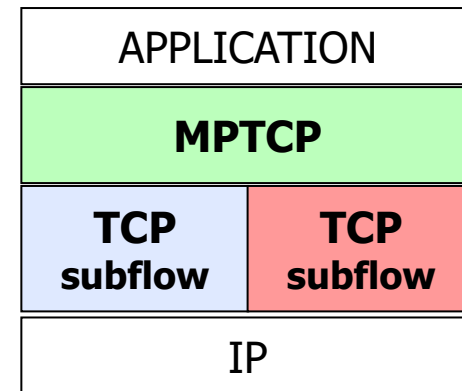 APPLICATION
MPTCP
TCP TCP
subflow subflow
IP